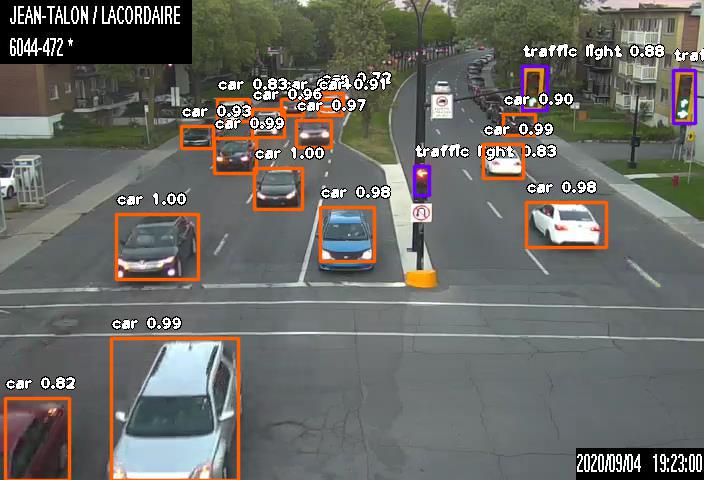 JEAN-TALON / LACORDAIRE
6044-472 *
traffic light 0.88
car 0.83
car 0.96
car 0.97
car 0.90
car 0.93
car 0.99
car 0.99
car 1.00
traffic light 0.83
car 1.00
car 0.98
car 0.98
car 0.99
car 0.82
2020/09/04 19:23:00